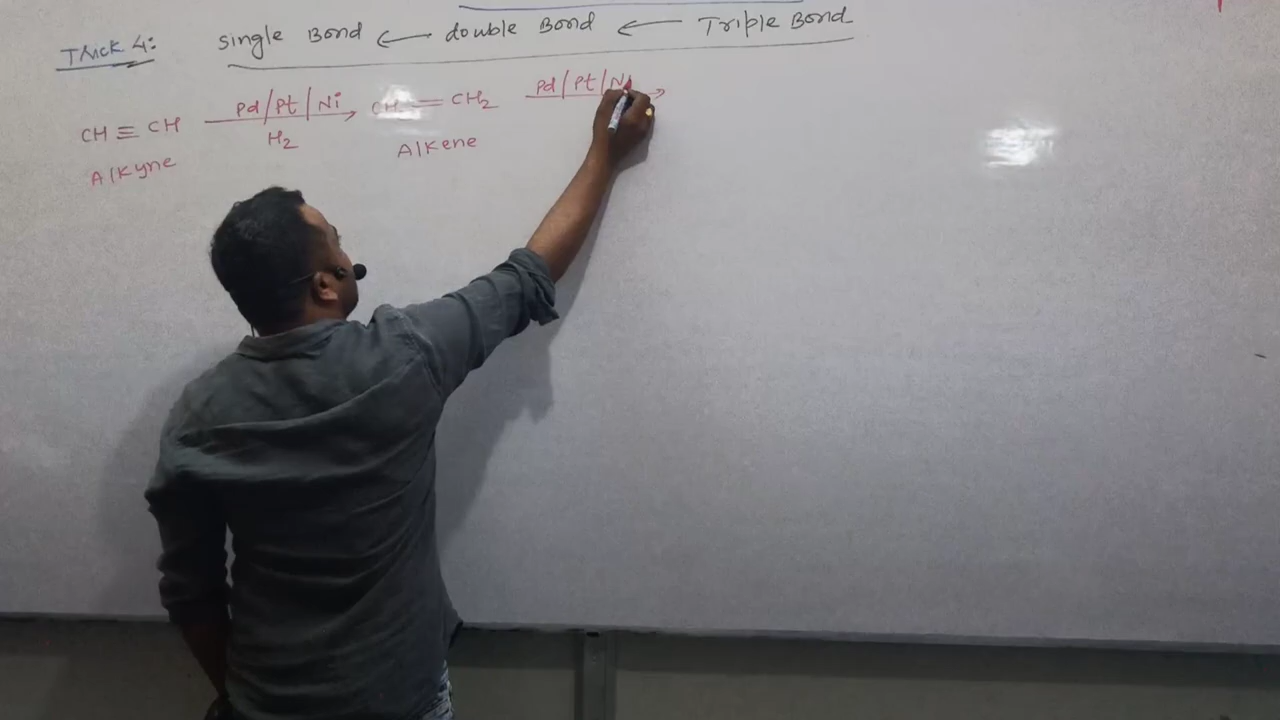 Trick 4: single Bond ← double Bond ← Triple Bond
CH ≡ CH Pd/Pt/Ni → CH = CH2 Pd/Pt/N
H2
Alkyne Alkene